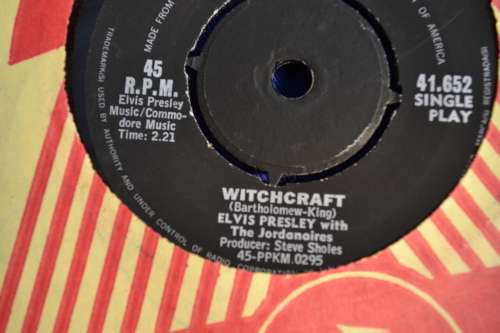 MADE FROM
OF AMERICA
45
R.P.M.
Elvis Presley
Music/Commo-
dore Music
Time: 2.21
41.652
SINGLE
PLAY
WITCHCRAFT
(Bartholomew-King)
ELVIS PRESLEY with
The Jordanaires
Producer: Steve Sholes
45-PPKM.0295
TRADEMARK(S) USED BY AUTHORITY AND UNDER CONTROL OF RADIO CORPORATION
MARCA(S) REGISTRADA(S)